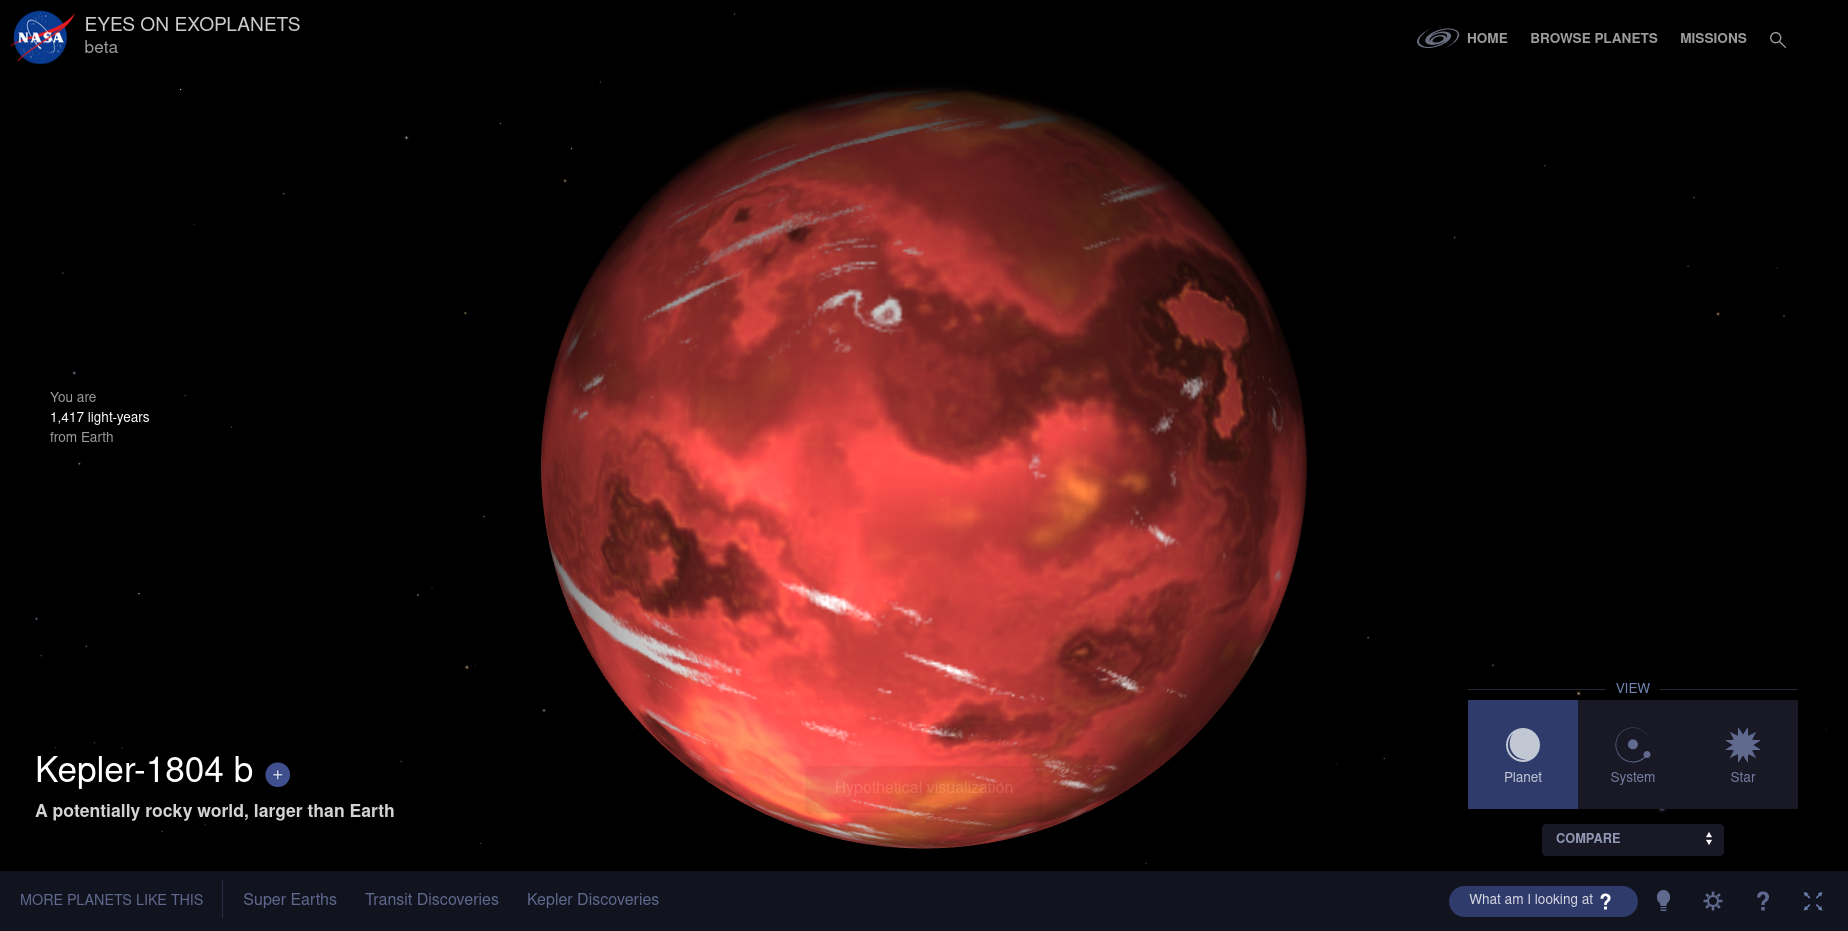 NASA
EYES ON EXOPLANETS
beta
HOME
BROWSE PLANETS
MISSIONS
You are
1,417 light-years
from Earth
Kepler-1804 b
+
A potentially rocky world, larger than Earth
Hypothetical visualization
VIEW
Planet
System
Star
COMPARE
MORE PLANETS LIKE THIS
Super Earths
Transit Discoveries
Kepler Discoveries
What am I looking at ?
?